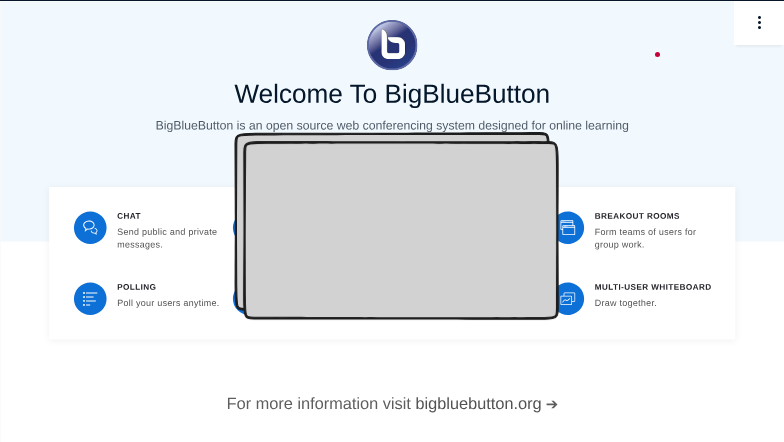 Welcome To BigBlueButton
BigBlueButton is an open source web conferencing system designed for online learning
CHAT
Send public and private
messages.
BREAKOUT ROOMS
Form teams of users for
group work.
POLLING
Poll your users anytime.
MULTI-USER WHITEBOARD
Draw together.
For more information visit bigbluebutton.org →